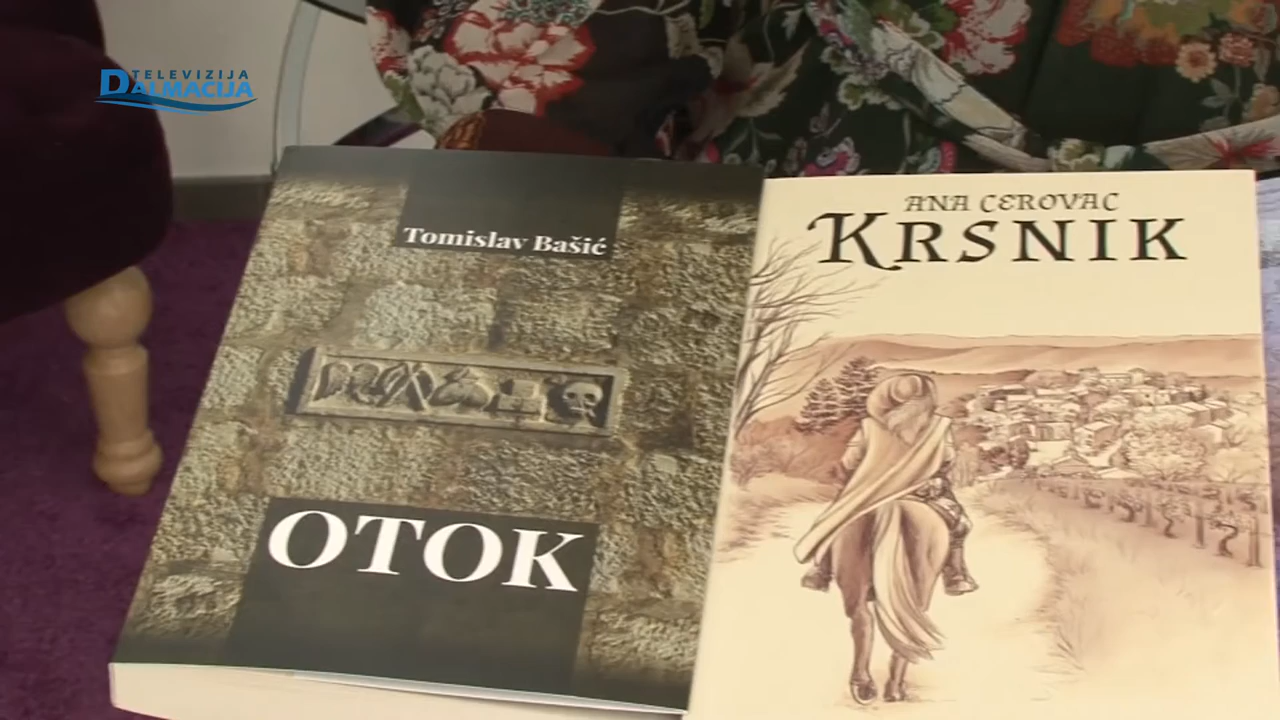 TELEVIZIJA
DALMACIJA
Tomislav Bašić
OTOK
ANA CEROVAC
KRSNIK